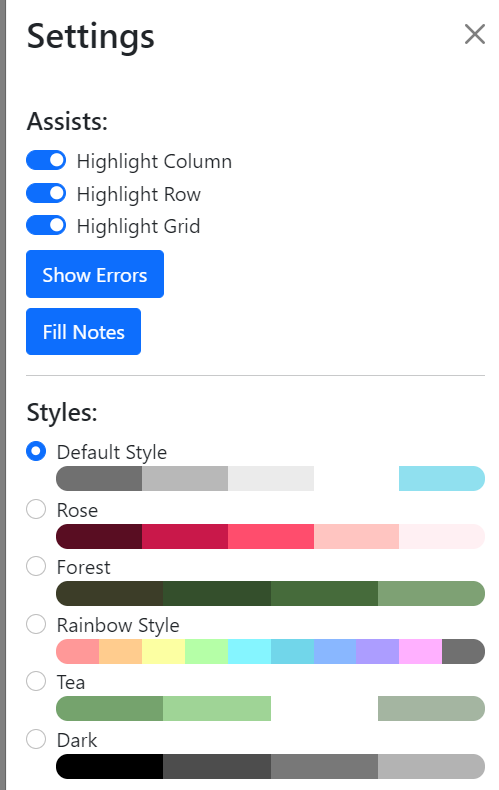 Settings
Assists:
Highlight Column
Highlight Row
Highlight Grid
Show Errors
Fill Notes
Styles:
Default Style
Rose
Forest
Rainbow Style
Tea
Dark